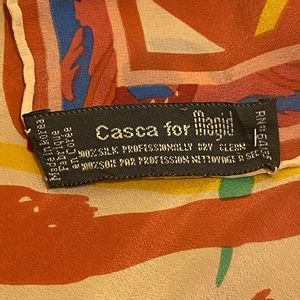 Made in Korea
Fabrique
en Corée
Casca for Magid
100% SILK PROFESSIONALLY DRY CLEAN
100% SOIE PAR PROFESSION NETTOYAGE A SEC